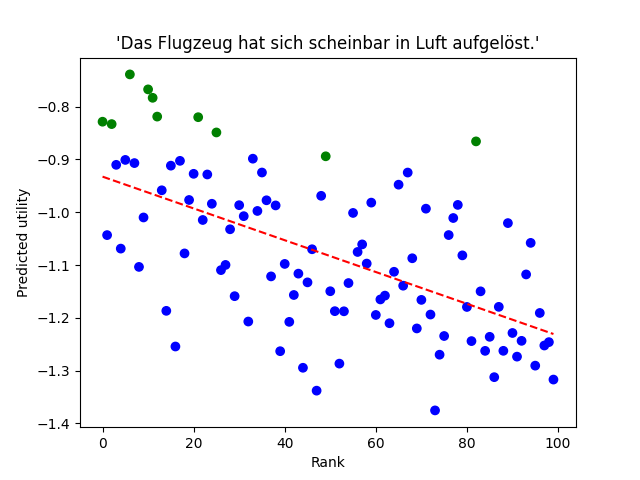 'Das Flugzeug hat sich scheinbar in Luft aufgelöst.'
−0.8
−0.9
−1.0
−1.1
−1.2
−1.3
−1.4
Predicted utility
0 20 40 60 80 100
Rank